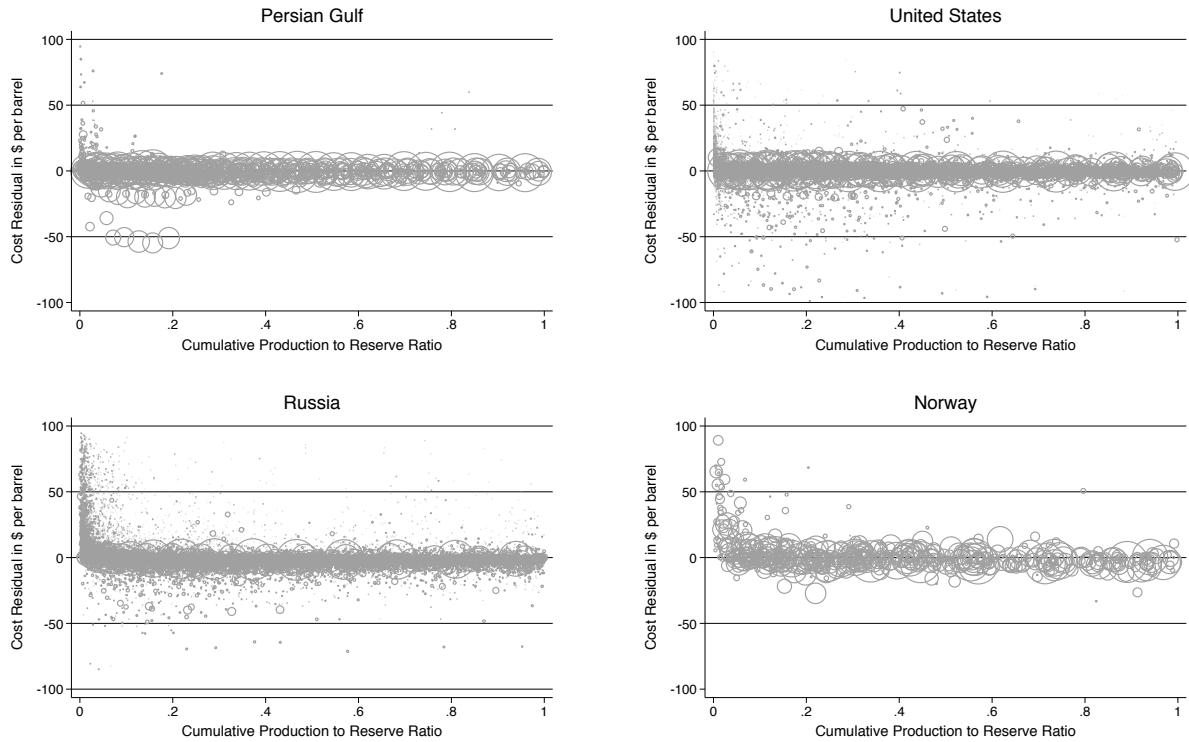 Persian Gulf
100
50
0
-50
-100
Cost Residual in $ per barrel
0 .2 .4 .6 .8 1
Cumulative Production to Reserve Ratio
United States
100
50
0
-50
-100
Cost Residual in $ per barrel
0 .2 .4 .6 .8 1
Cumulative Production to Reserve Ratio
Russia
100
50
0
-50
-100
Cost Residual in $ per barrel
0 .2 .4 .6 .8 1
Cumulative Production to Reserve Ratio
Norway
100
50
0
-50
-100
Cost Residual in $ per barrel
0 .2 .4 .6 .8 1
Cumulative Production to Reserve Ratio